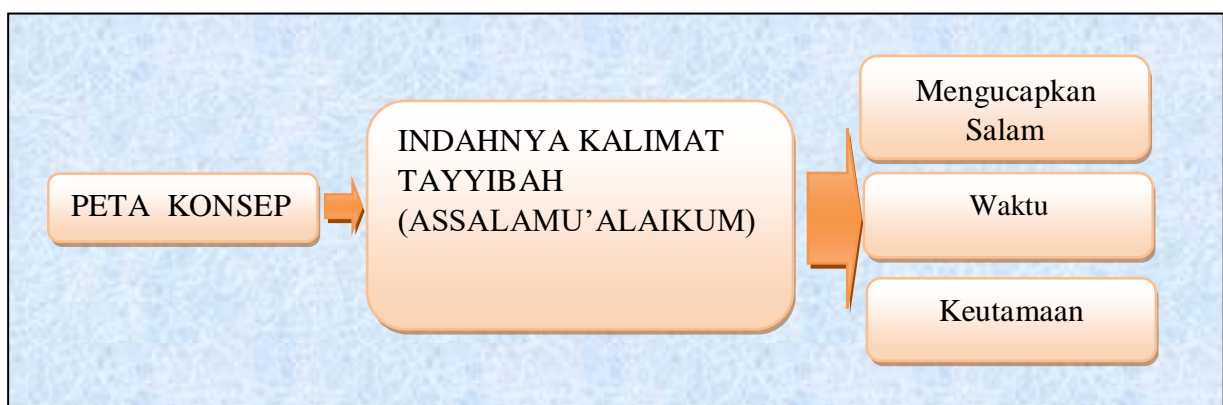 PETA KONSEP
INDAHNYA KALIMAT
TAYYIBAH
(ASSALAMU’ALAIKUM)
Mengucapkan
Salam
Waktu
Keutamaan